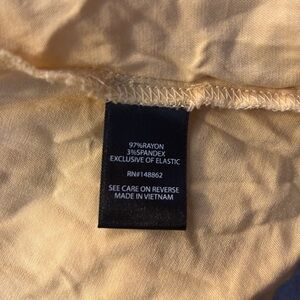 97%RAYON
3%SPANDEX
EXCLUSIVE OF ELASTIC
RN#148862
SEE CARE ON REVERSE
MADE IN VIETNAM